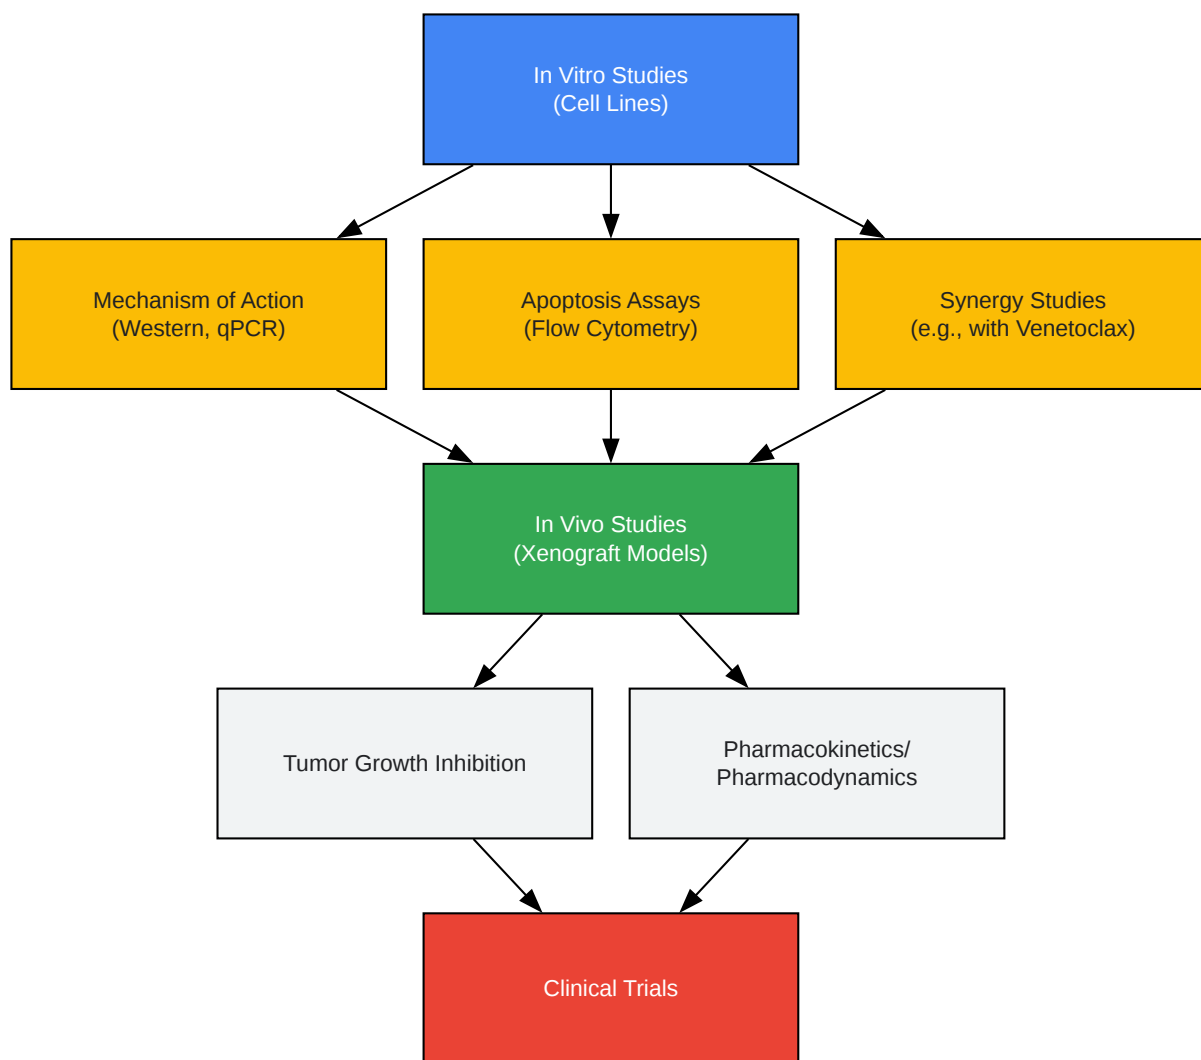 In Vitro Studies
(Cell Lines)
Mechanism of Action
(Western, qPCR)
Apoptosis Assays
(Flow Cytometry)
Synergy Studies
(e.g., with Venetoclax)
In Vivo Studies
(Xenograft Models)
Tumor Growth Inhibition
Pharmacokinetics/
Pharmacodynamics
Clinical Trials